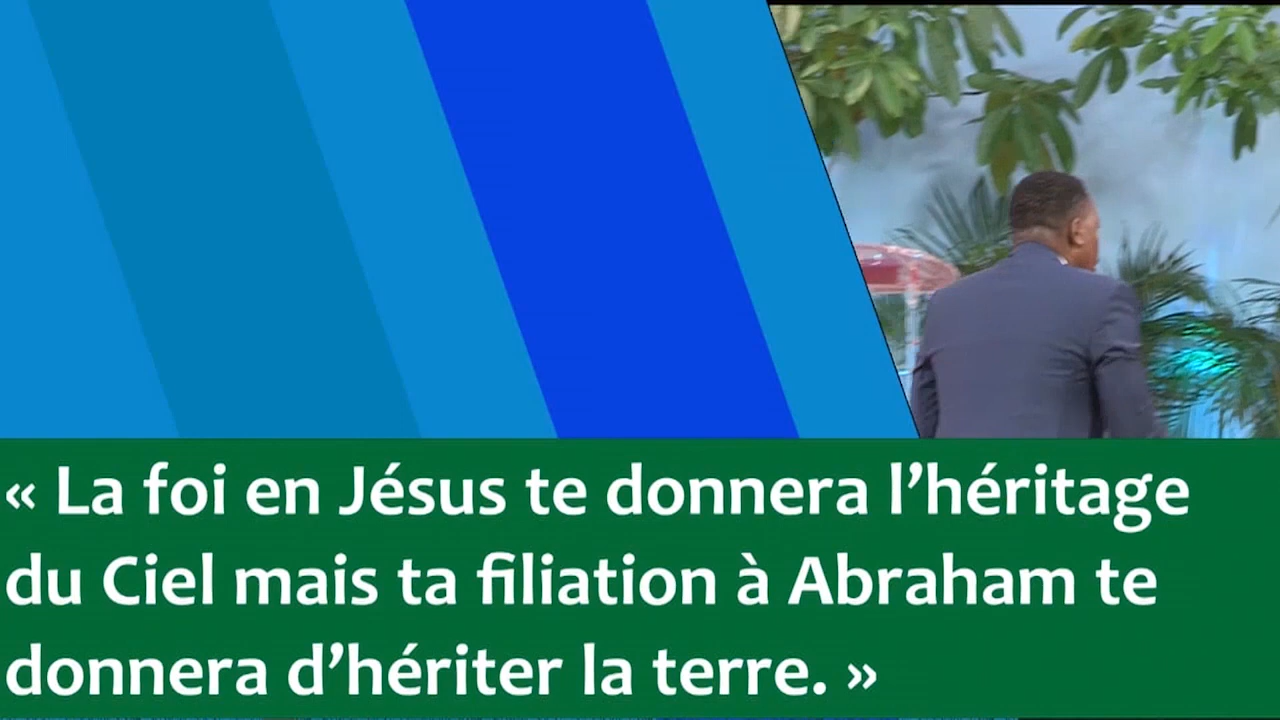 « La foi en Jésus te donnera l’héritage
du Ciel mais ta filiation à Abraham te
donnera d’hériter la terre. »